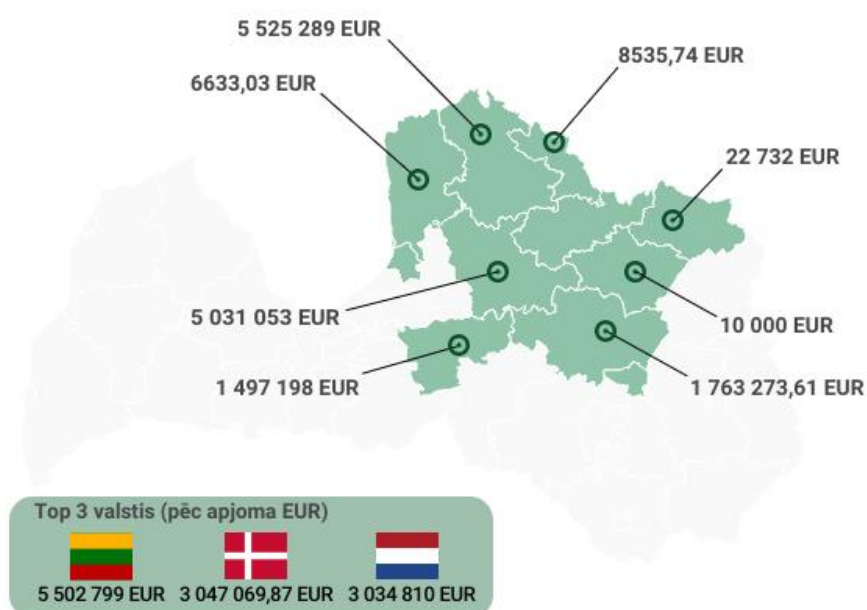 5 525 289 EUR
8535,74 EUR
6633,03 EUR
22 732 EUR
5 031 053 EUR
10 000 EUR
1 497 198 EUR
1 763 273,61 EUR
Top 3 valstis (pēc apjoma EUR)
5 502 799 EUR 3 047 069,87 EUR 3 034 810 EUR